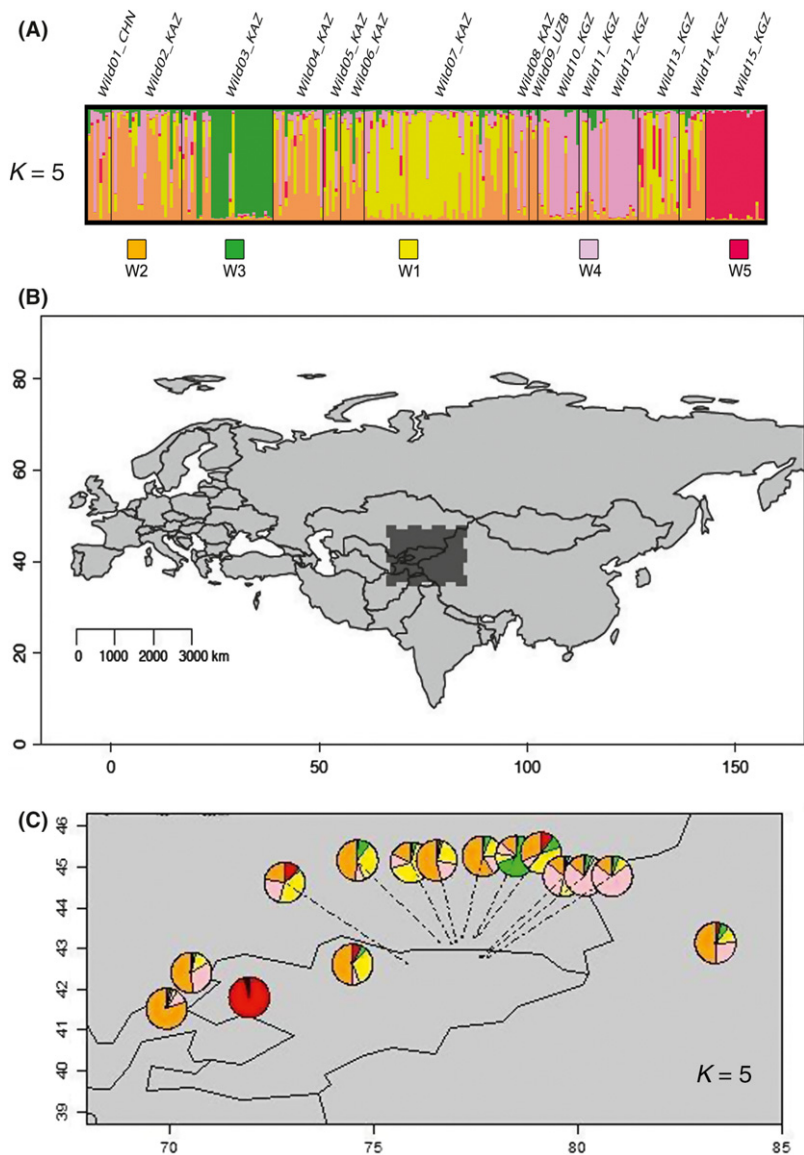 (A)
Wild01_CHN
Wild02_KAZ
Wild03_KAZ
Wild04_KAZ
Wild05_KAZ
Wild06_KAZ
Wild07_KAZ
Wild08_KAZ
Wild09_UZB
Wild10_KGZ
Wild11_KGZ
Wild12_KGZ
Wild13_KGZ
Wild14_KGZ
Wild15_KGZ
K = 5
W2 W3 W1 W4 W5
(B)
80
60
40
20
0
0 1000 2000 3000 km
0 50 100 150
(C)
46
45
44
43
42
41
40
39
K = 5
70 75 80 85